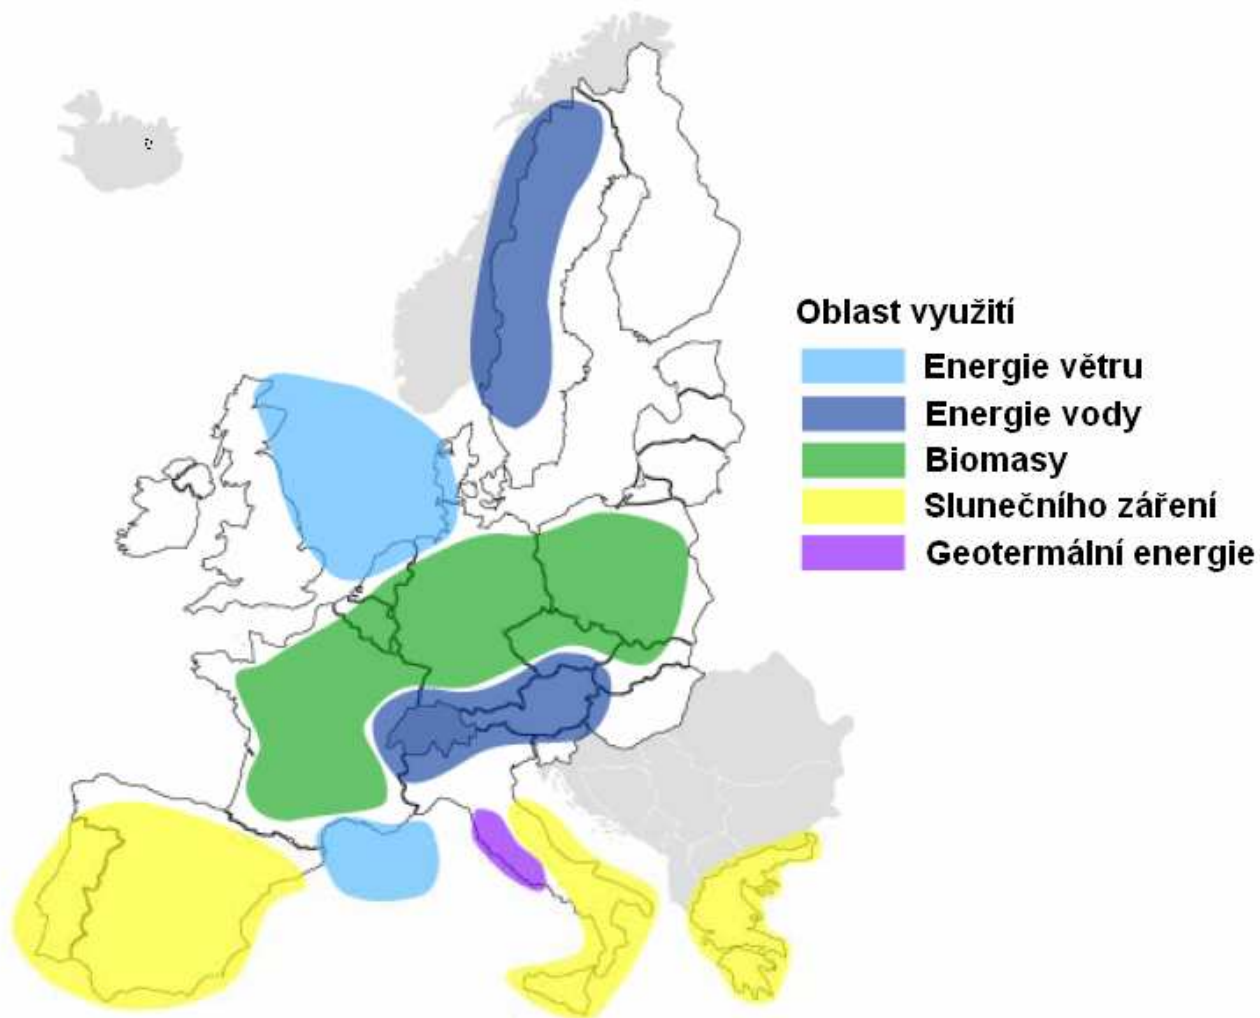 Oblast využití
Energie větru
Energie vody
Biomasy
Slunečního záření
Geotermální energie